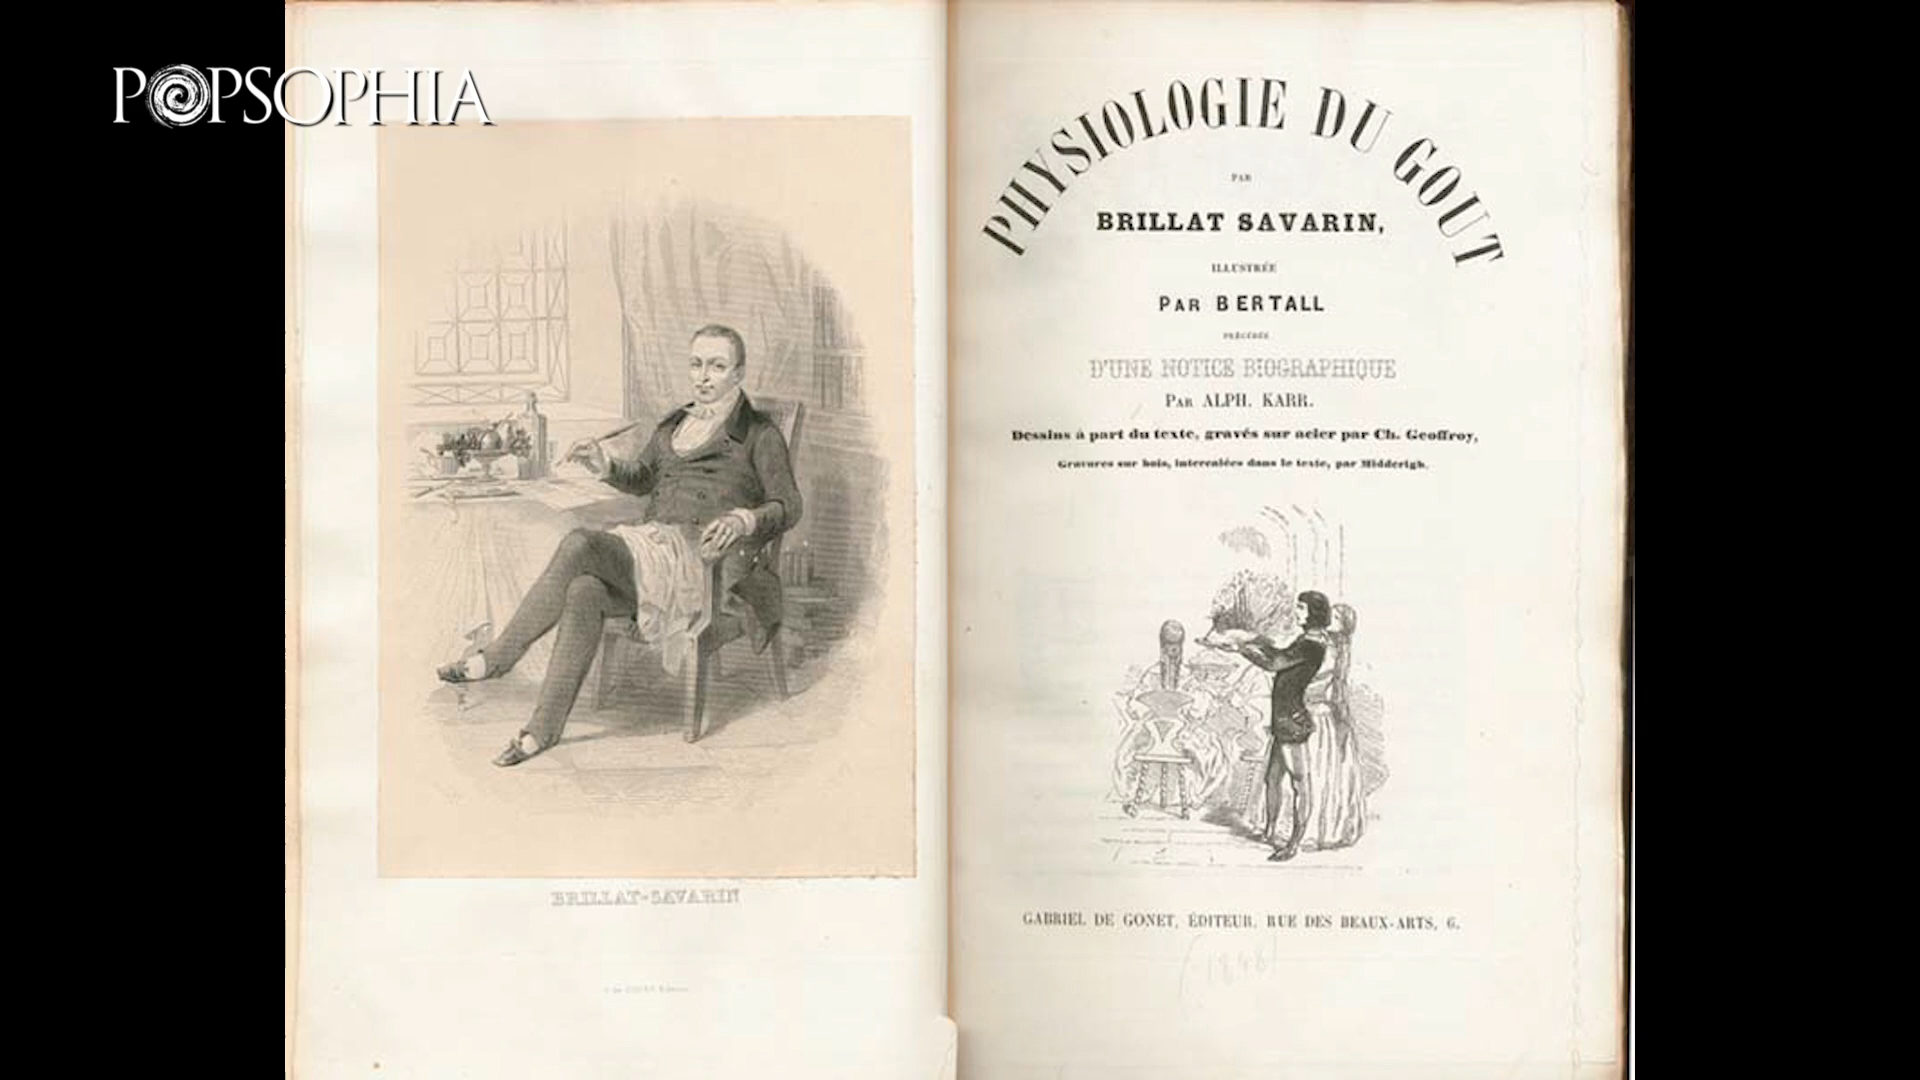 POPSOPHIA
PHYSIOLOGIE DU GOUT
PAR
BRILLAT SAVARIN,
ILLUSTRÉE
PAR BERTALL
PRÉCÉDÉE
D'UNE NOTICE BIOGRAPHIQUE
PAR ALPH. KARR.
Dessins à part du texte, gravés sur acier par Ch. Geoffroy,
Gravures sur bois, intercalées dans le texte, par Midderigh.
BRILLAT-SAVARIN
GABRIEL DE GONET, ÉDITEUR, RUE DES BEAUX-ARTS, 6.
(1848)